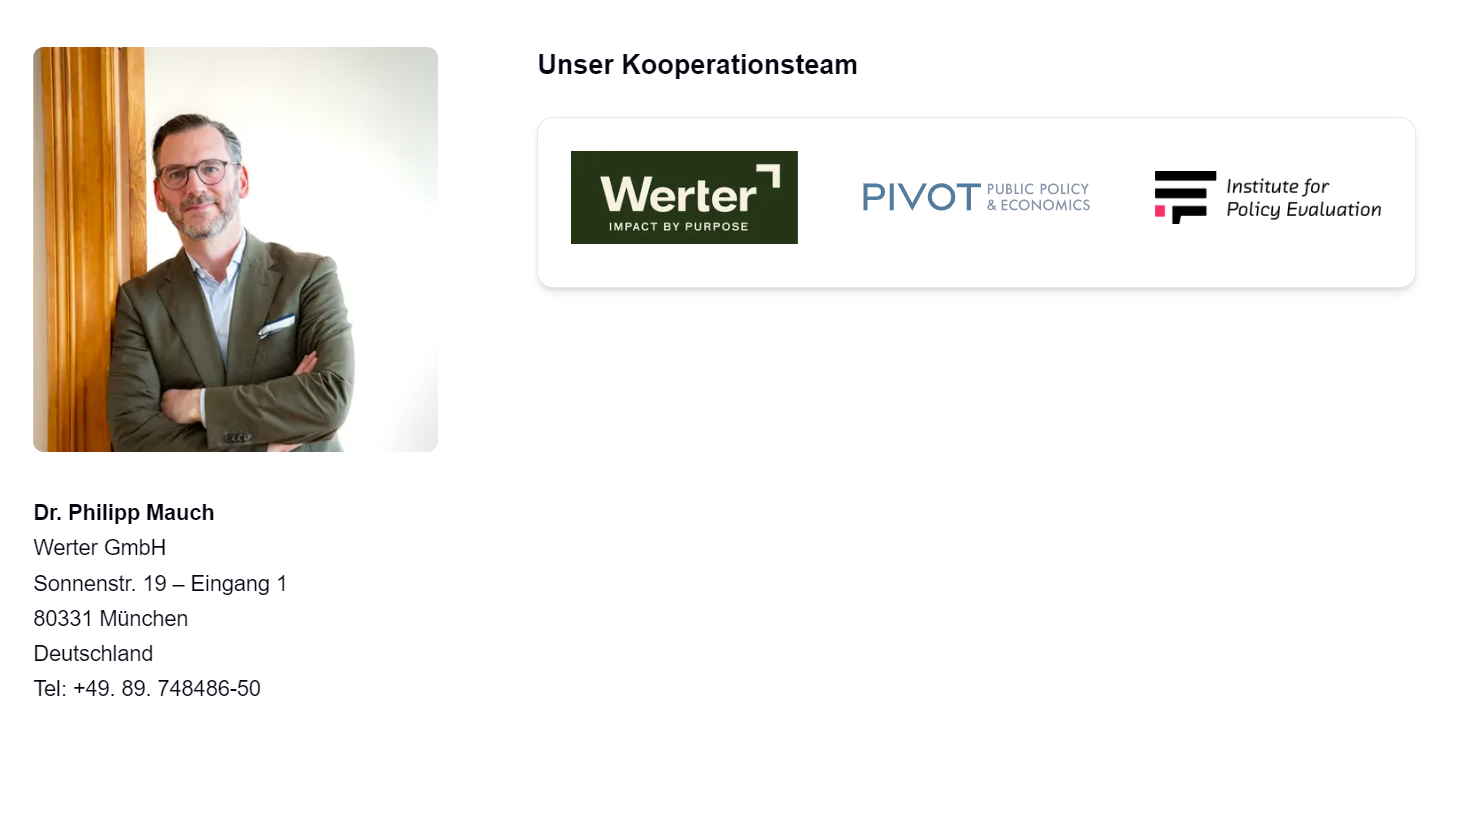 Unser Kooperationsteam
Werter
IMPACT BY PURPOSE
PIVOT PUBLIC POLICY
& ECONOMICS
Institute for
Policy Evaluation
Dr. Philipp Mauch
Werter GmbH
Sonnenstr. 19 – Eingang 1
80331 München
Deutschland
Tel: +49. 89. 748486-50